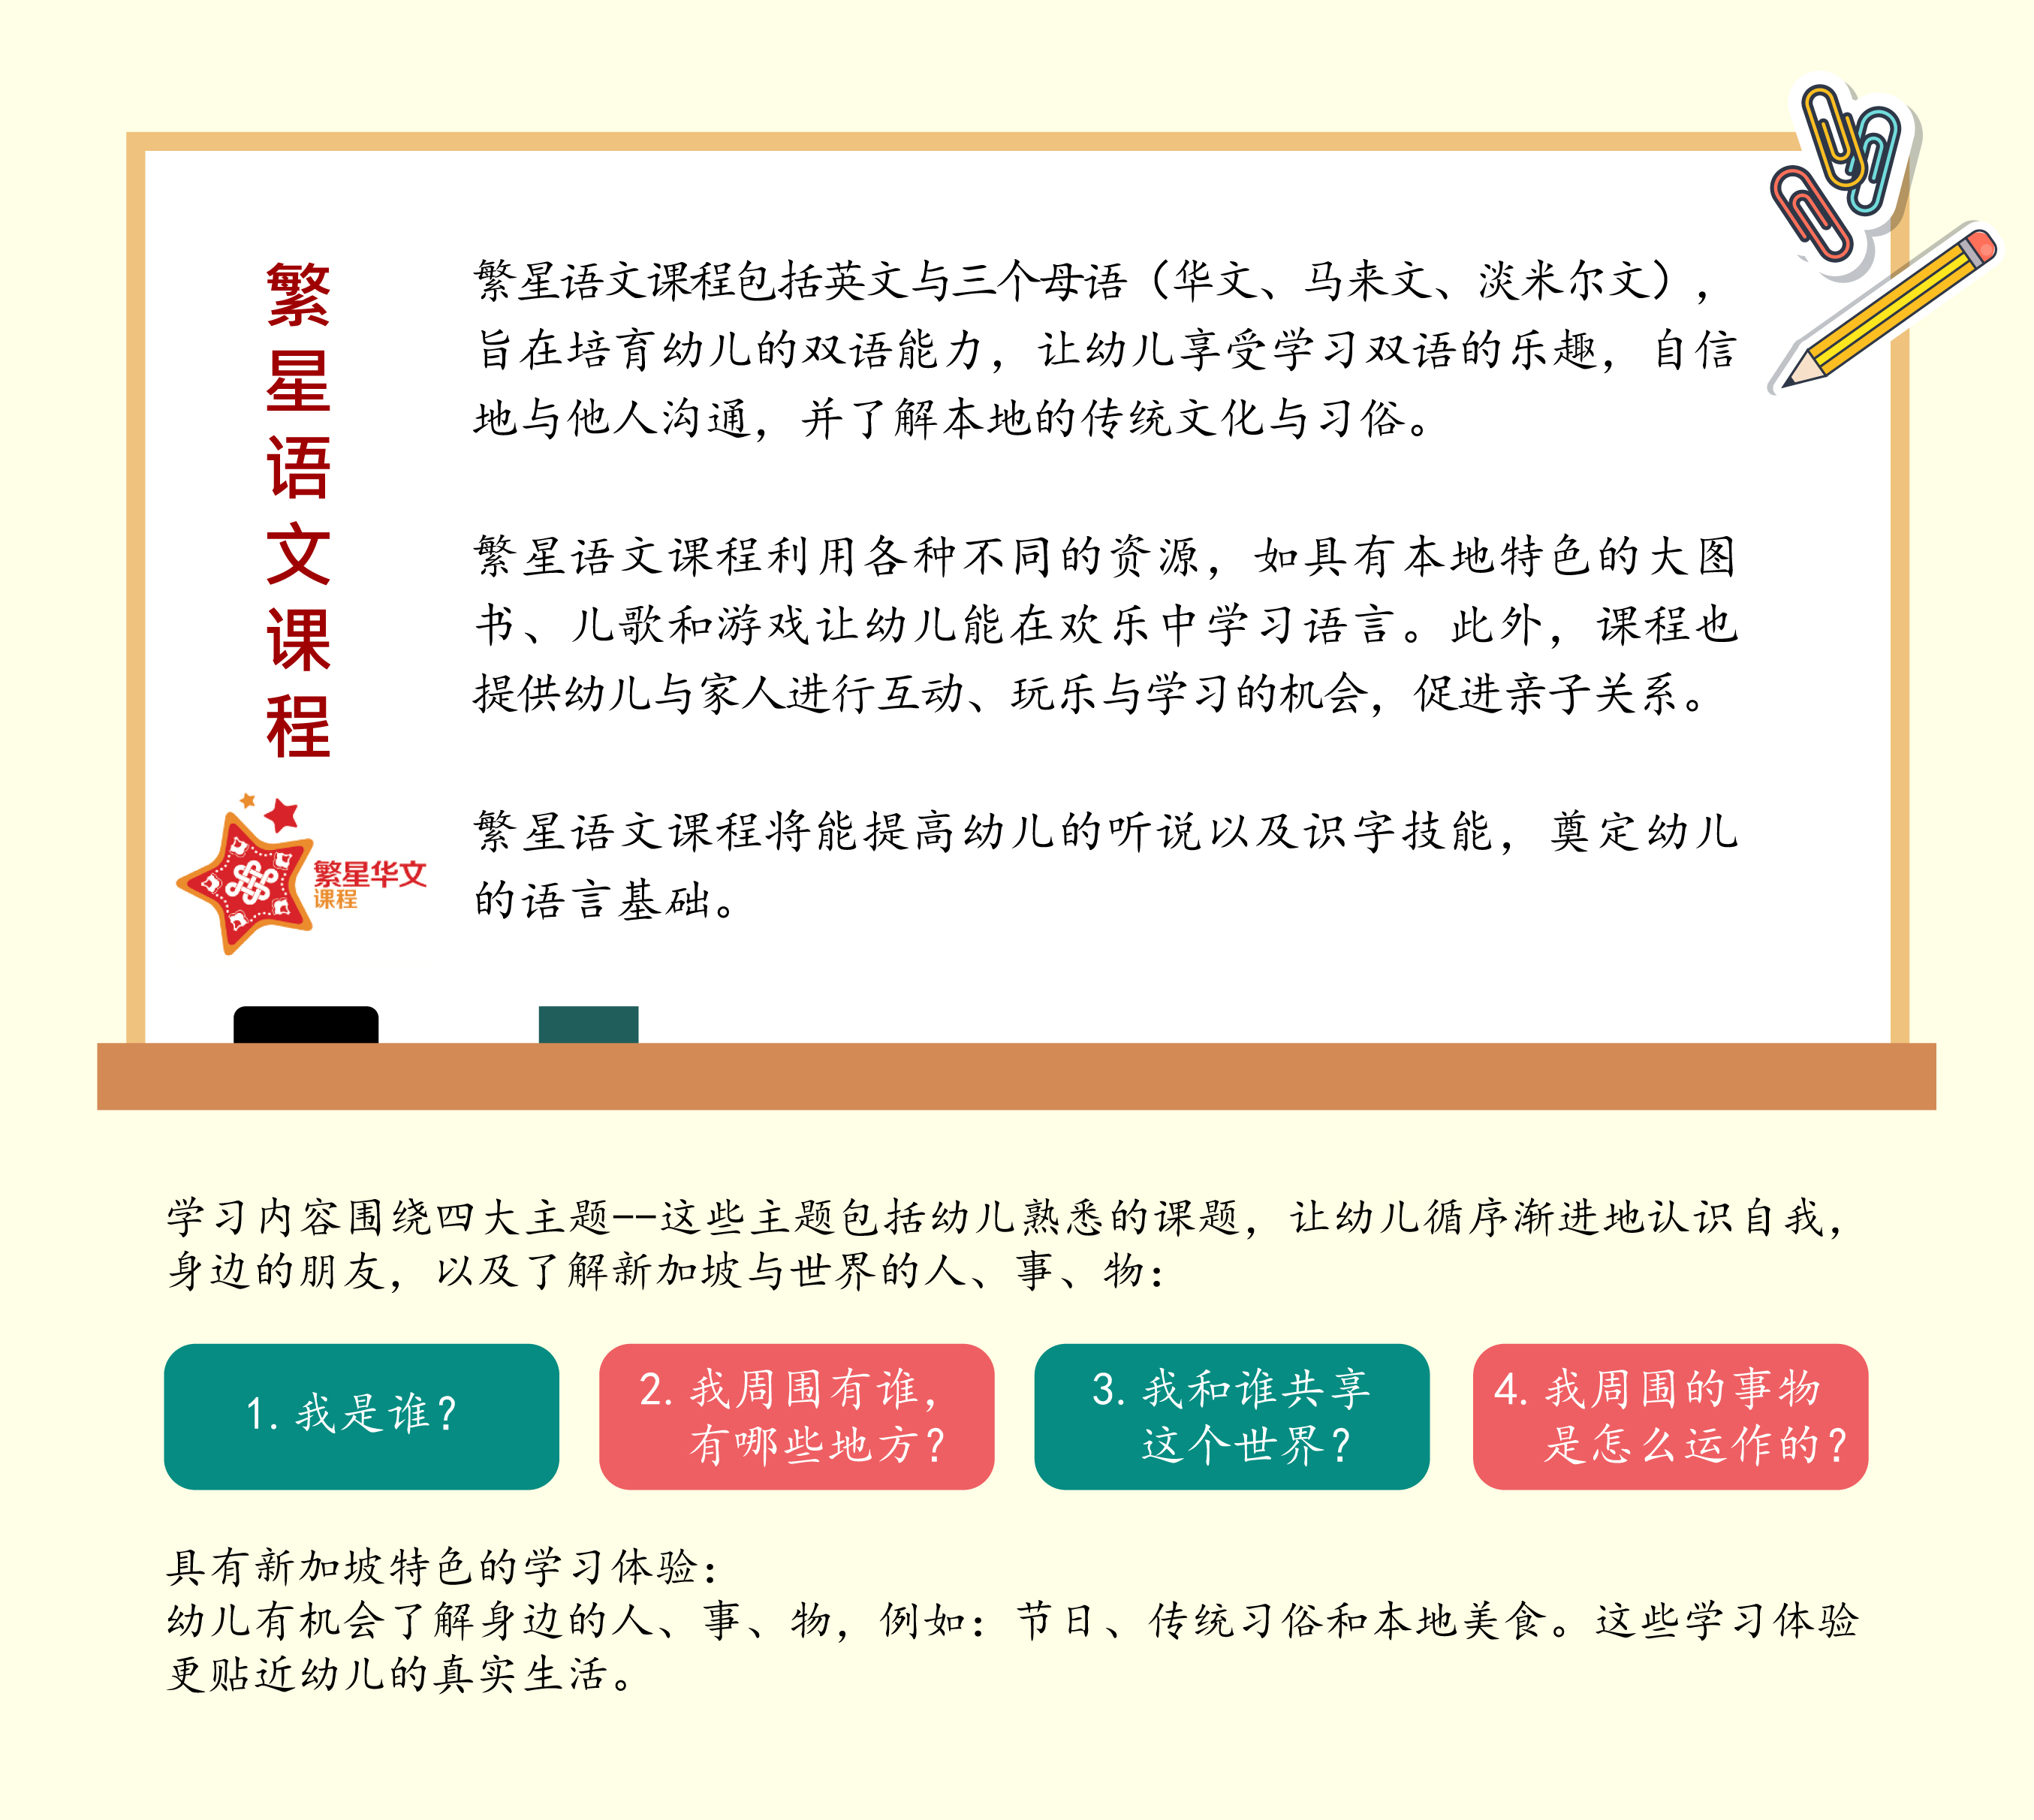 繁星语文课程
繁星华文
课程
繁星语文课程包括英文与三个母语（华文、马来文、淡米尔文），
旨在培育幼儿的双语能力，让幼儿享受学习双语的乐趣，自信
地与他人沟通，并了解本地的传统文化与习俗。
繁星语文课程利用各种不同的资源，如具有本地特色的大图
书、儿歌和游戏让幼儿能在欢乐中学习语言。此外，课程也
提供幼儿与家人进行互动、玩乐与学习的机会，促进亲子关系。
繁星语文课程将能提高幼儿的听说以及识字技能，奠定幼儿
的语言基础。
学习内容围绕四大主题--这些主题包括幼儿熟悉的课题，让幼儿循序渐进地认识自我，
身边的朋友，以及了解新加坡与世界的人、事、物：
1. 我是谁？
2. 我周围有谁，
有哪些地方？
3. 我和谁共享
这个世界？
4. 我周围的事物
是怎么运作的？
具有新加坡特色的学习体验：
幼儿有机会了解身边的人、事、物，例如：节日、传统习俗和本地美食。这些学习体验
更贴近幼儿的真实生活。